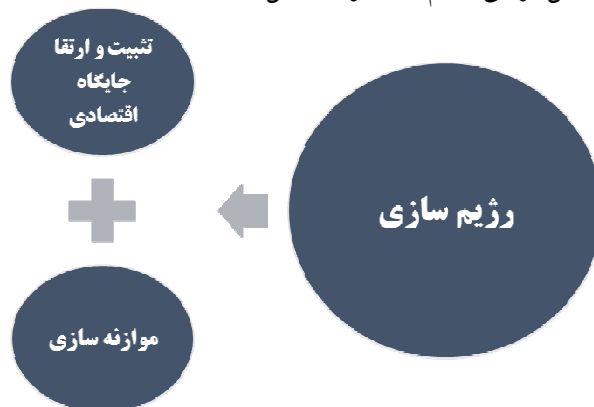 رژیم سازی
تثبیت و ارتقا
جایگاه
اقتصادی
موازنه سازی